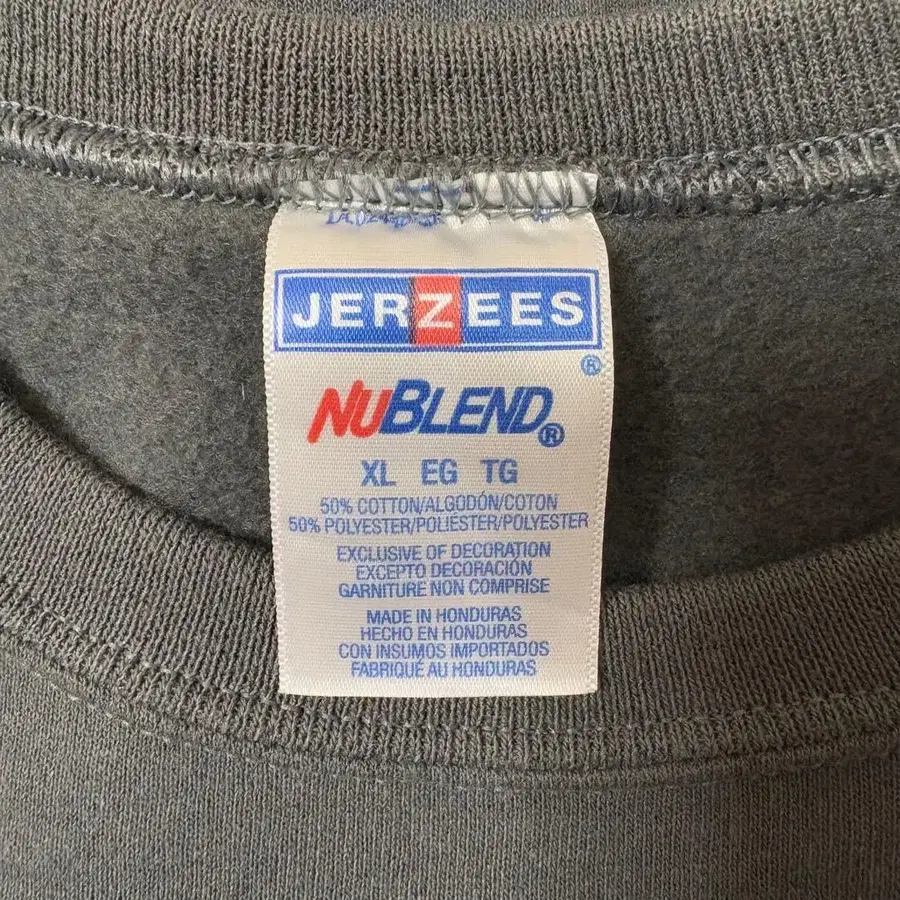 JERZEES
®
NUBLEND®
XL EG TG
50% COTTON/ALGODÓN/COTON
50% POLYESTER/POLIÉSTER/POLYESTER
EXCLUSIVE OF DECORATION
EXCEPTO DECORACIÓN
GARNITURE NON COMPRISE
MADE IN HONDURAS
HECHO EN HONDURAS
CON INSUMOS IMPORTADOS
FABRIQUÉ AU HONDURAS